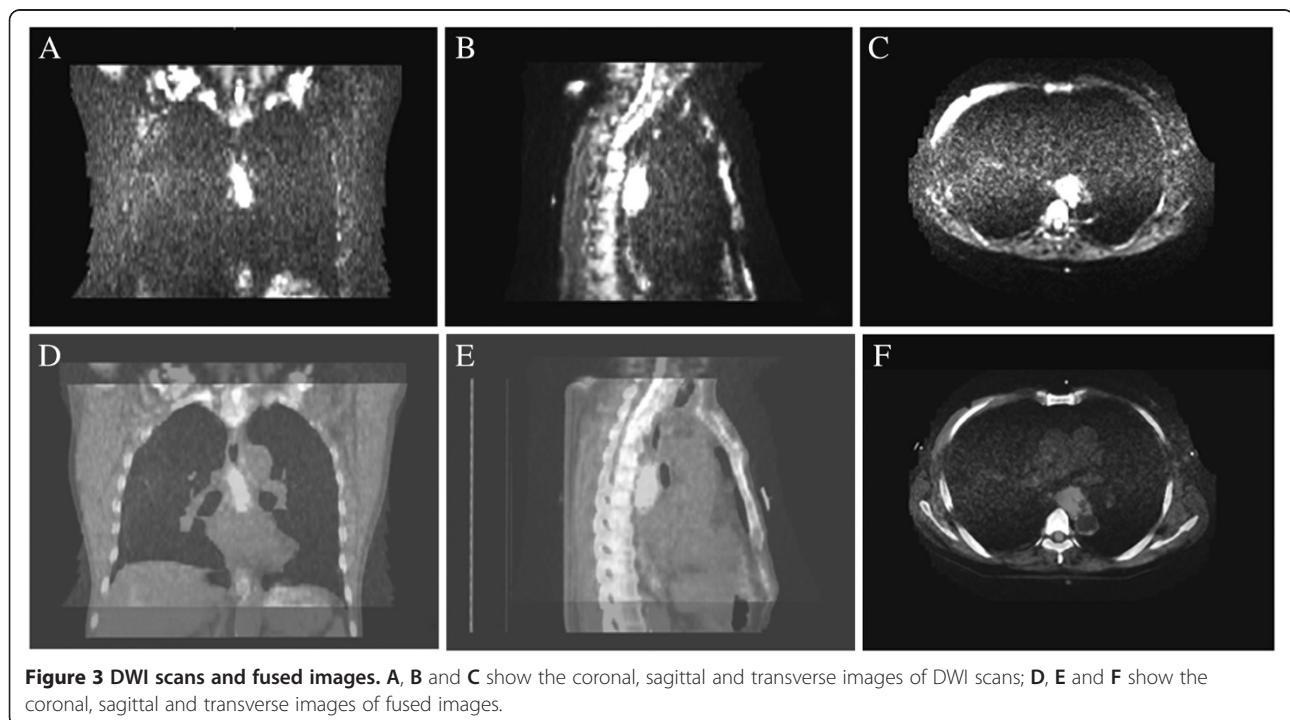 A
B
C
D
E
F
Figure 3 DWI scans and fused images. A, B and C show the coronal, sagittal and transverse images of DWI scans; D, E and F show the
coronal, sagittal and transverse images of fused images.